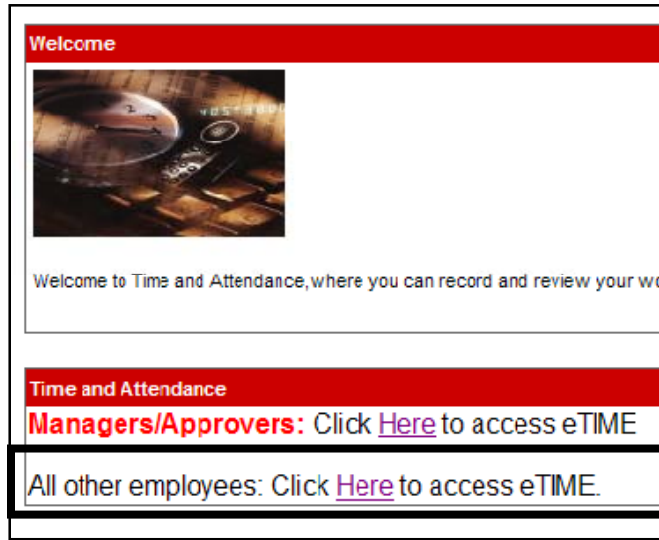 Welcome
Welcome to Time and Attendance, where you can record and review your
Time and Attendance
Managers/Approvers: Click Here to access eTIME
All other employees: Click Here to access eTIME.